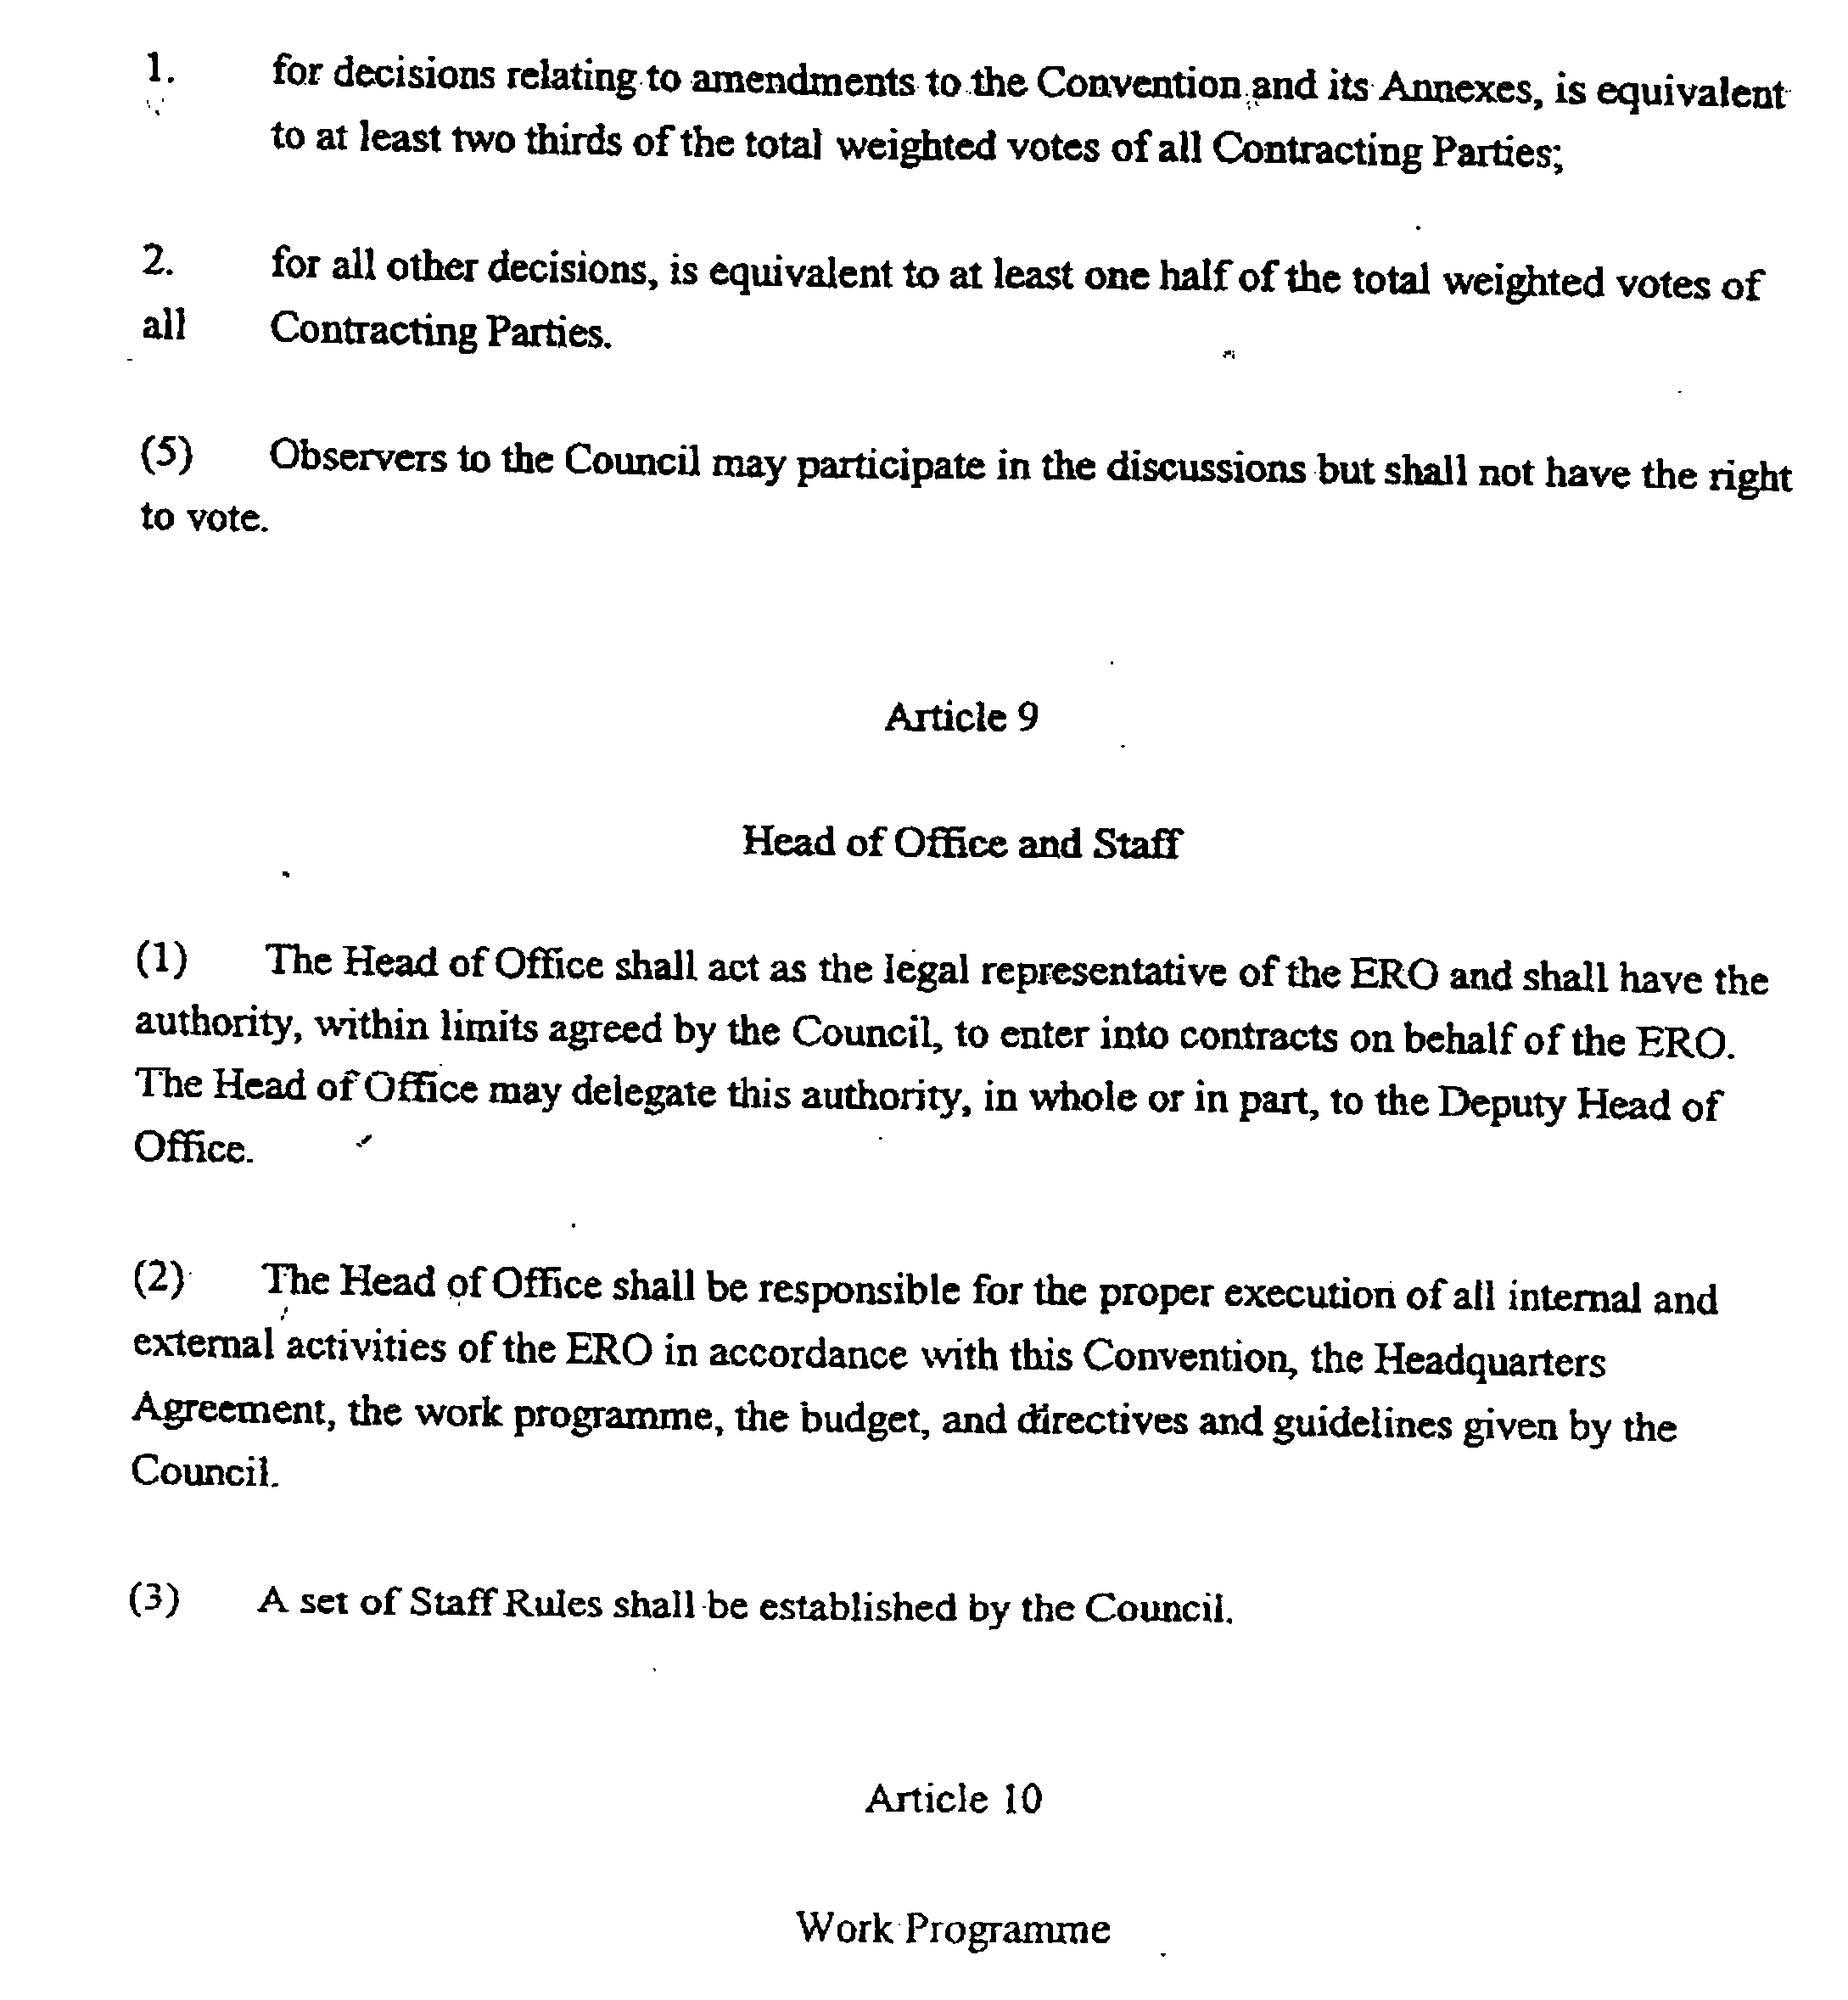 1. for decisions relating to amendments to the Convention and its Annexes, is equivalent
to at least two thirds of the total weighted votes of all Contracting Parties;
2. for all other decisions, is equivalent to at least one half of the total weighted votes of
all Contracting Parties.
(5) Observers to the Council may participate in the discussions but shall not have the right
to vote.
Article 9
Head of Office and Staff
(1) The Head of Office shall act as the legal representative of the ERO and shall have the
authority, within limits agreed by the Council, to enter into contracts on behalf of the ERO.
The Head of Office may delegate this authority, in whole or in part, to the Deputy Head of
Office.
(2) The Head of Office shall be responsible for the proper execution of all internal and
external activities of the ERO in accordance with this Convention, the Headquarters
Agreement, the work programme, the budget, and directives and guidelines given by the
Council.
(3) A set of Staff Rules shall be established by the Council.
Article 10
Work Programme